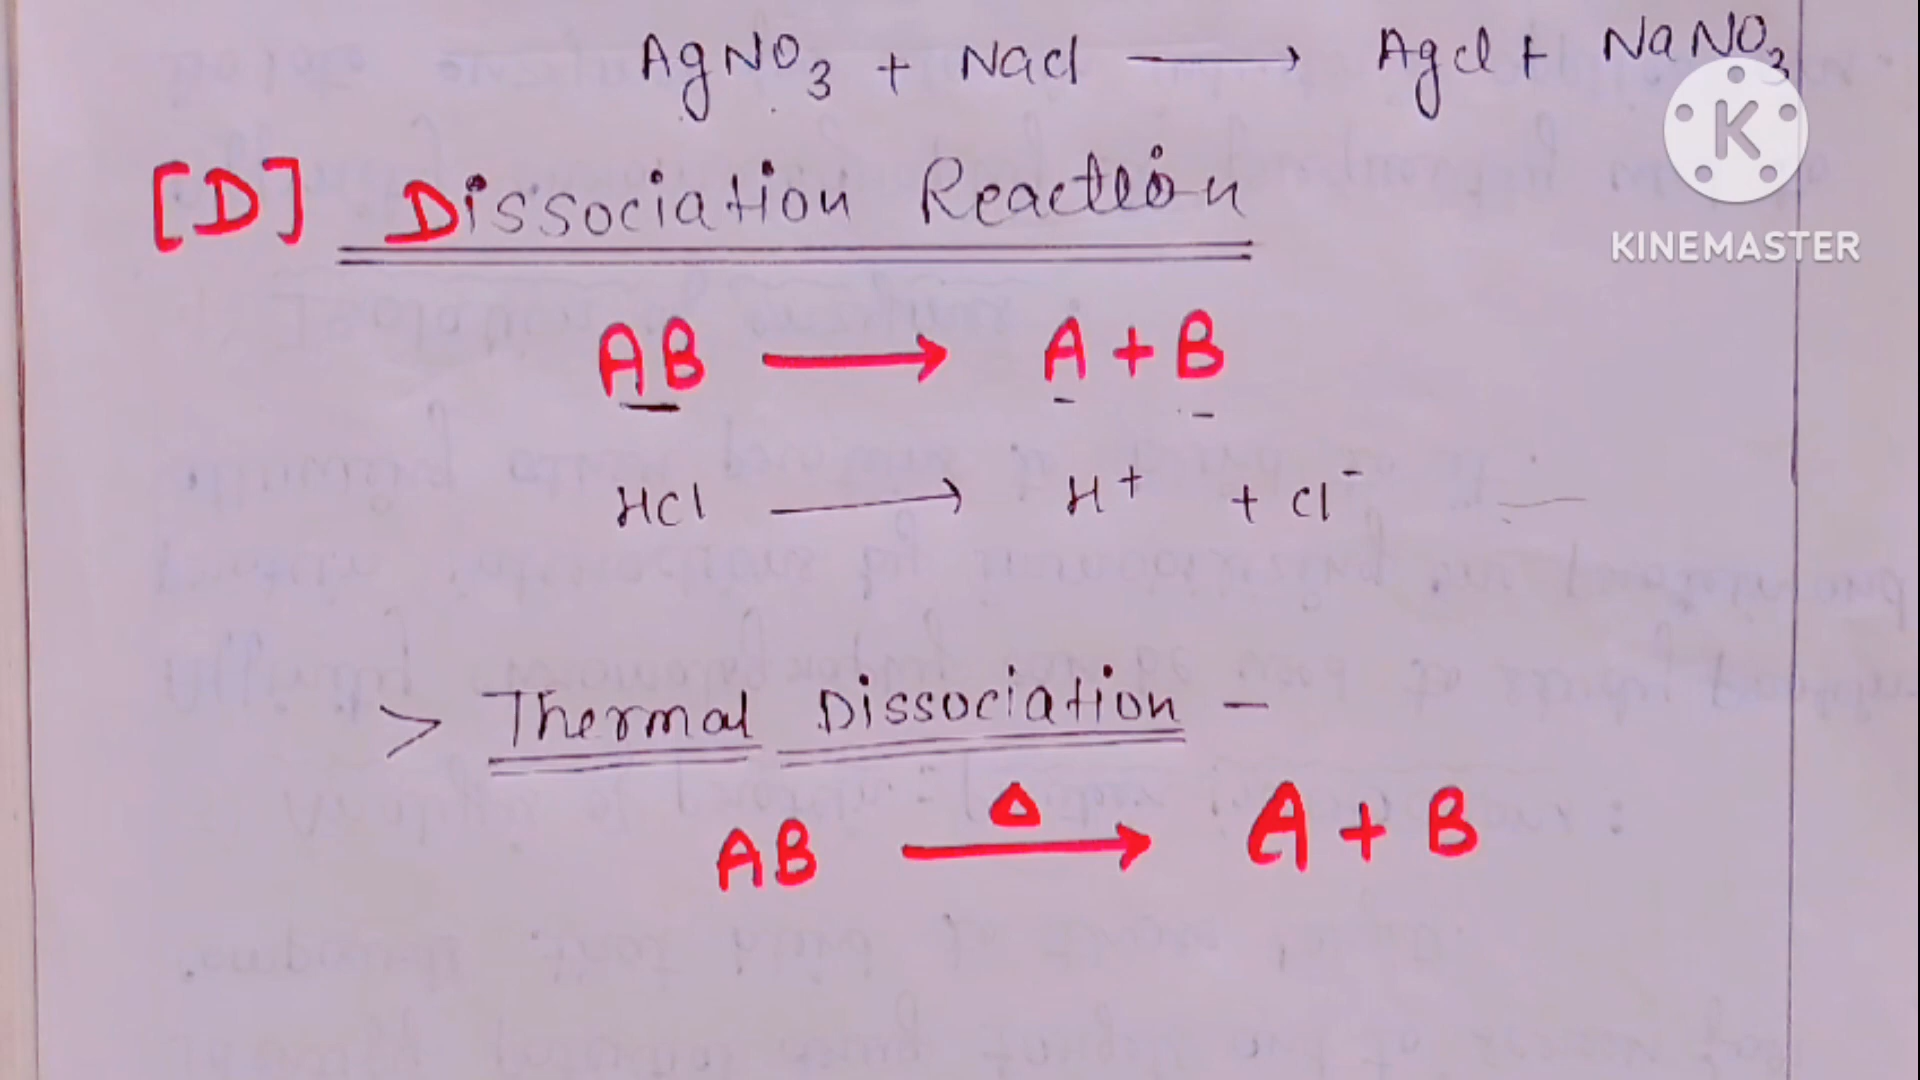 AgNO₃ + NaCl ⟶ AgCl + NaNO₃
K
KINEMASTER
[D] Dissociation Reaction
AB ⟶ A + B
HCl ⟶ H⁺ + Cl⁻
> Thermal Dissociation -
Δ
AB ⟶ A + B